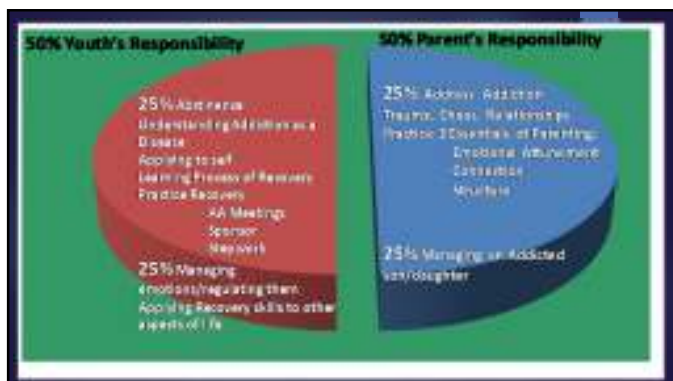 50% Youth's Responsibility
25% Abstinence
Understanding Addiction as a
Disease
Applying to self
Learning Process of Recovery
Practice Recovery
AA Meetings
Sponsor
Stepwork
25% Managing
emotions/regulating them
Applying Recovery skills to other
aspects of life
50% Parent's Responsibility
25% Address Addiction
Trauma, Chaos, Relationships
Practice 3 Essentials of Parenting:
Emotional Attunement
Connection
Structure
25% Managing an Addicted
son/daughter